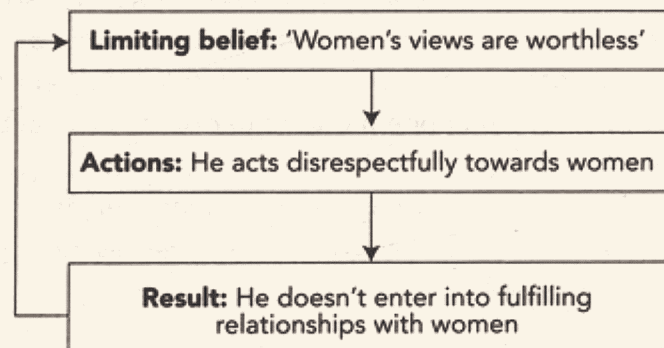 Limiting belief: ‘Women’s views are worthless’
Actions: He acts disrespectfully towards women
Result: He doesn’t enter into fulfilling
relationships with women